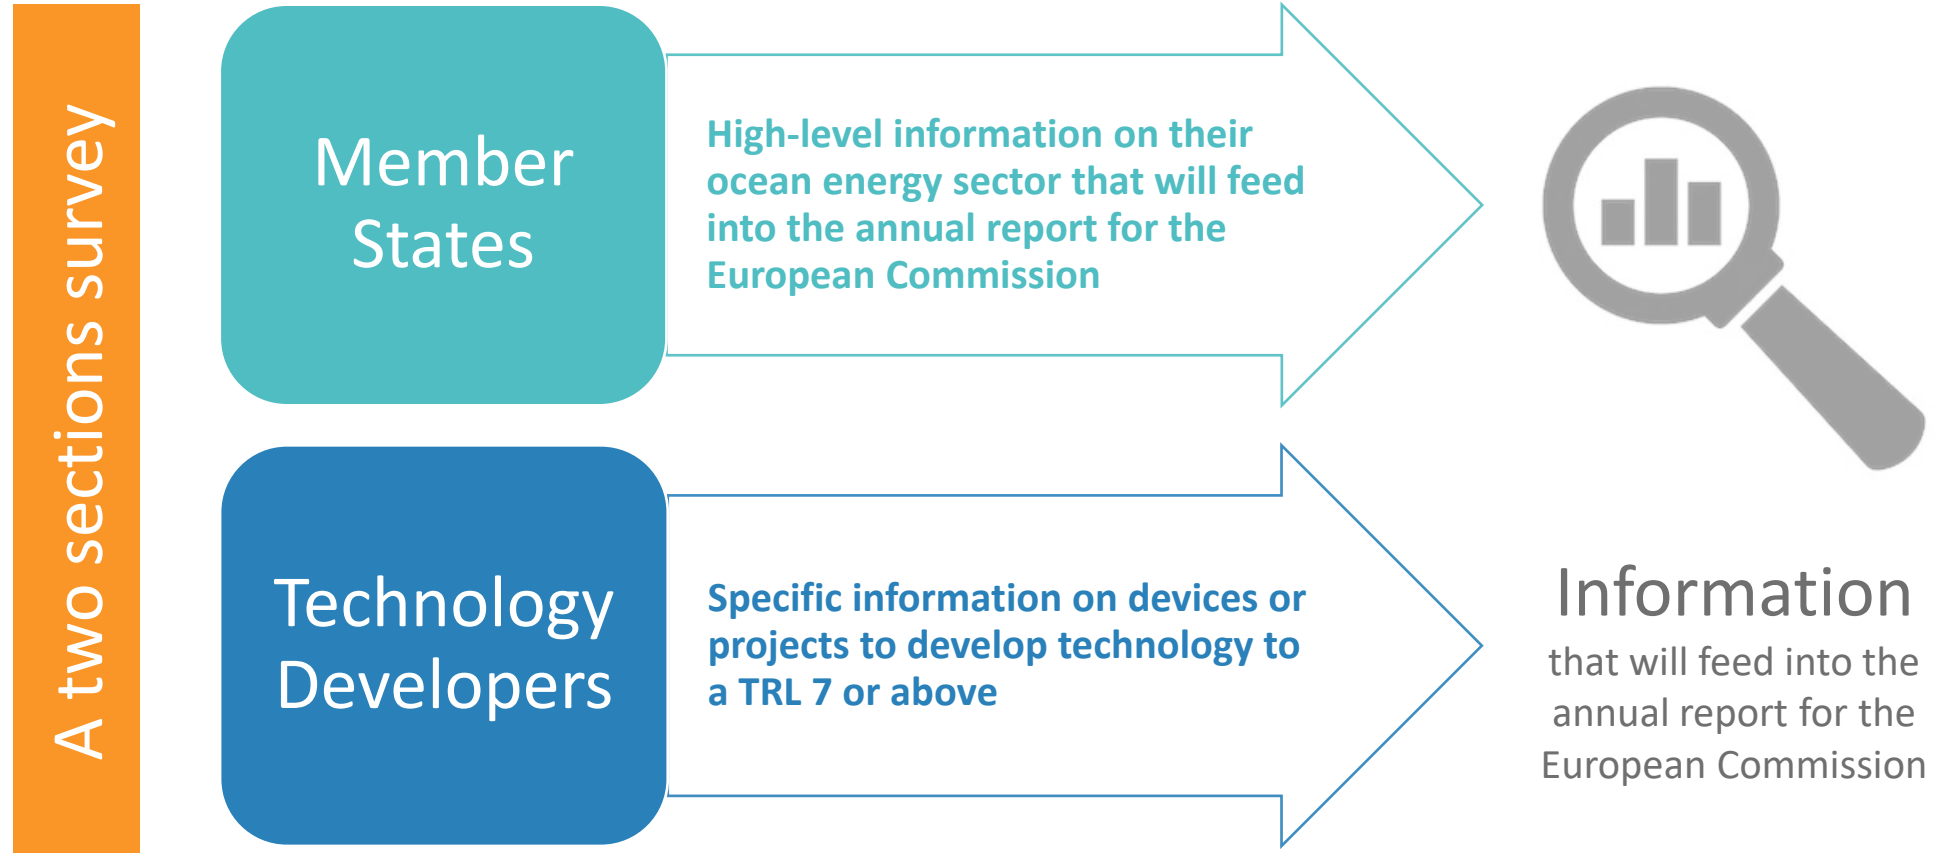 A two sections survey
Member
States
High-level information on their
ocean energy sector that will feed
into the annual report for the
European Commission
Technology
Developers
Specific information on devices or
projects to develop technology to
a TRL 7 or above
Information
that will feed into the
annual report for the
European Commission